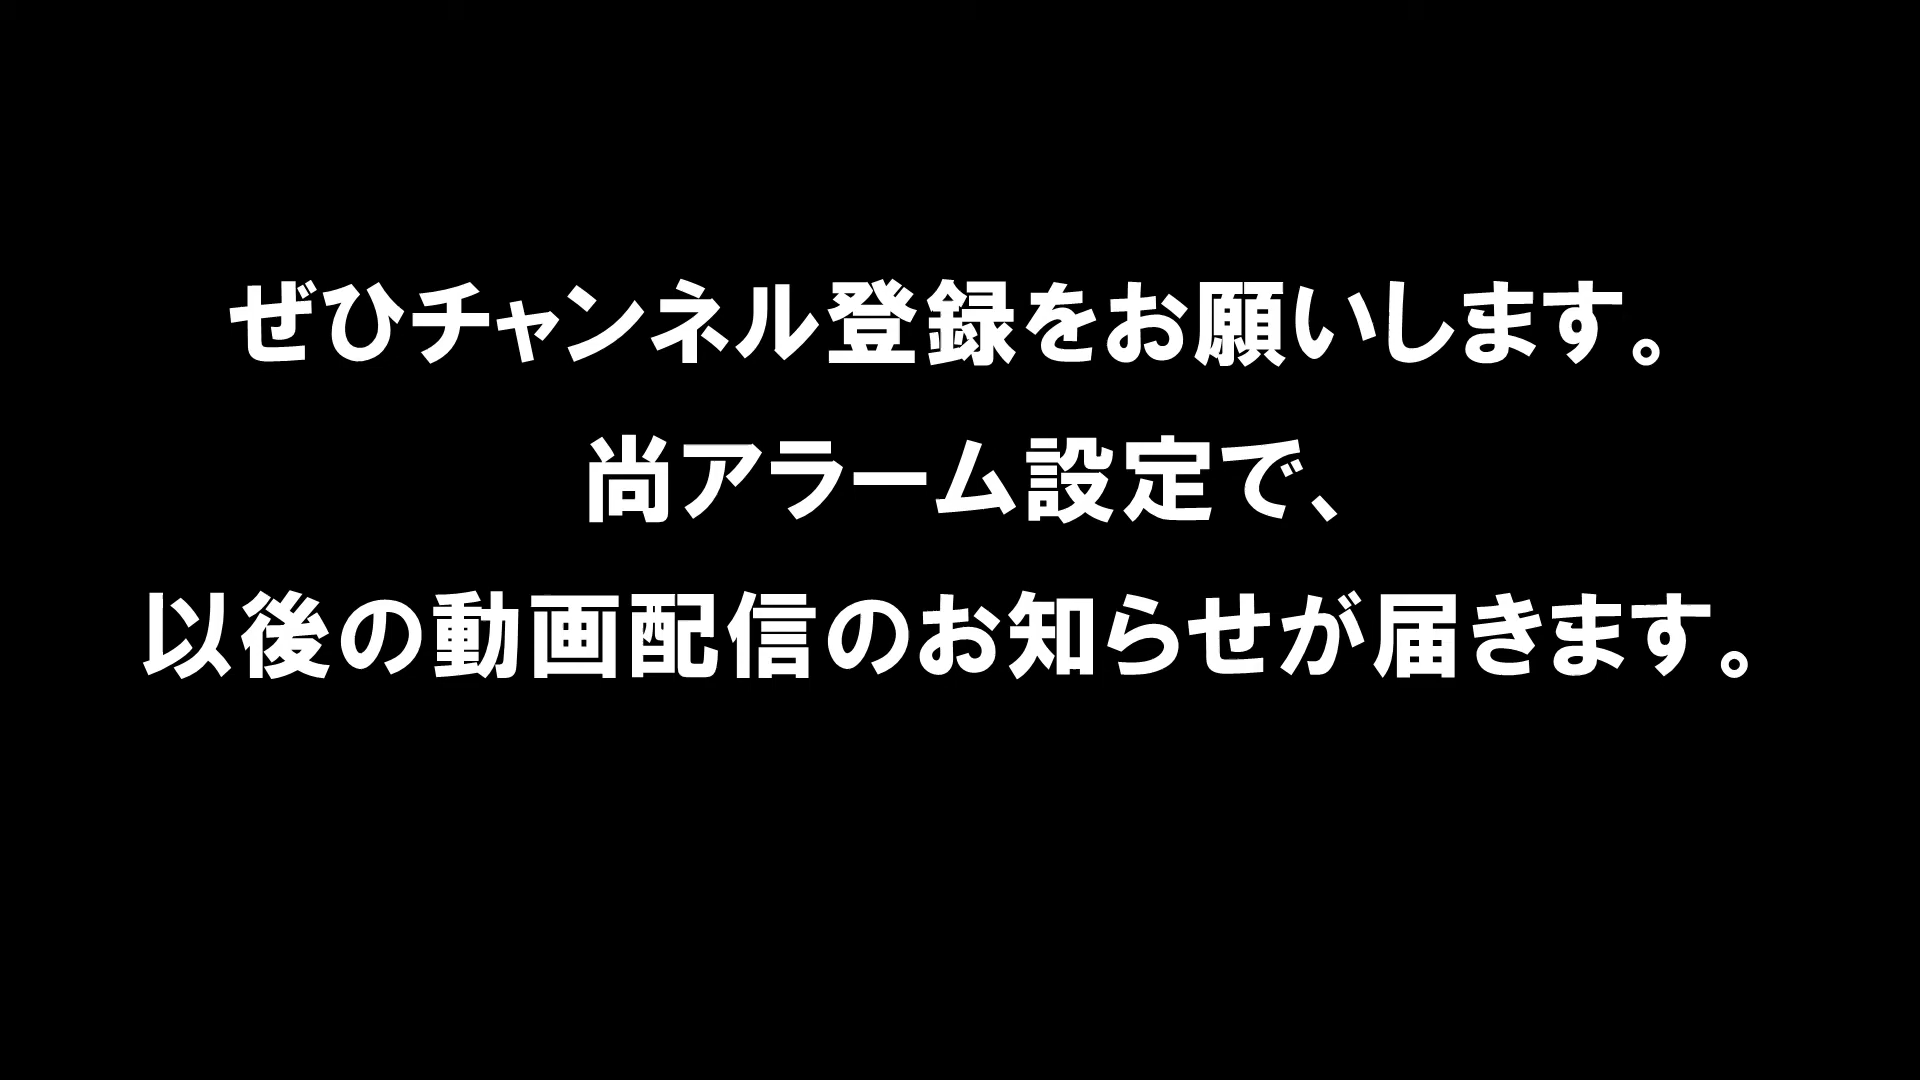 ぜひチャンネル登録をお願いします。
尚アラーム設定で、
以後の動画配信のお知らせが届きます。